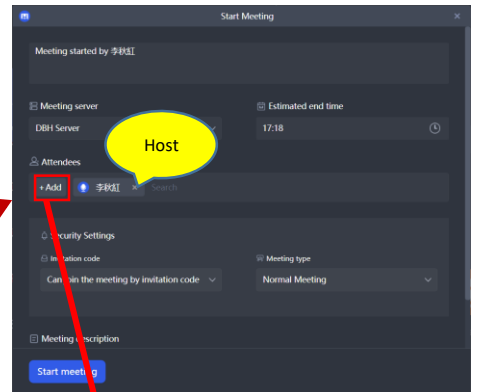 Start Meeting
Meeting started by 李秋釭
Meeting server
Estimated end time
DBH Server
17:18
Host
Attendees
+Add 李秋釭 × Search
Security Settings
Invitation code
Meeting type
Can join the meeting by invitation code
Normal Meeting
Meeting description
Start meeting